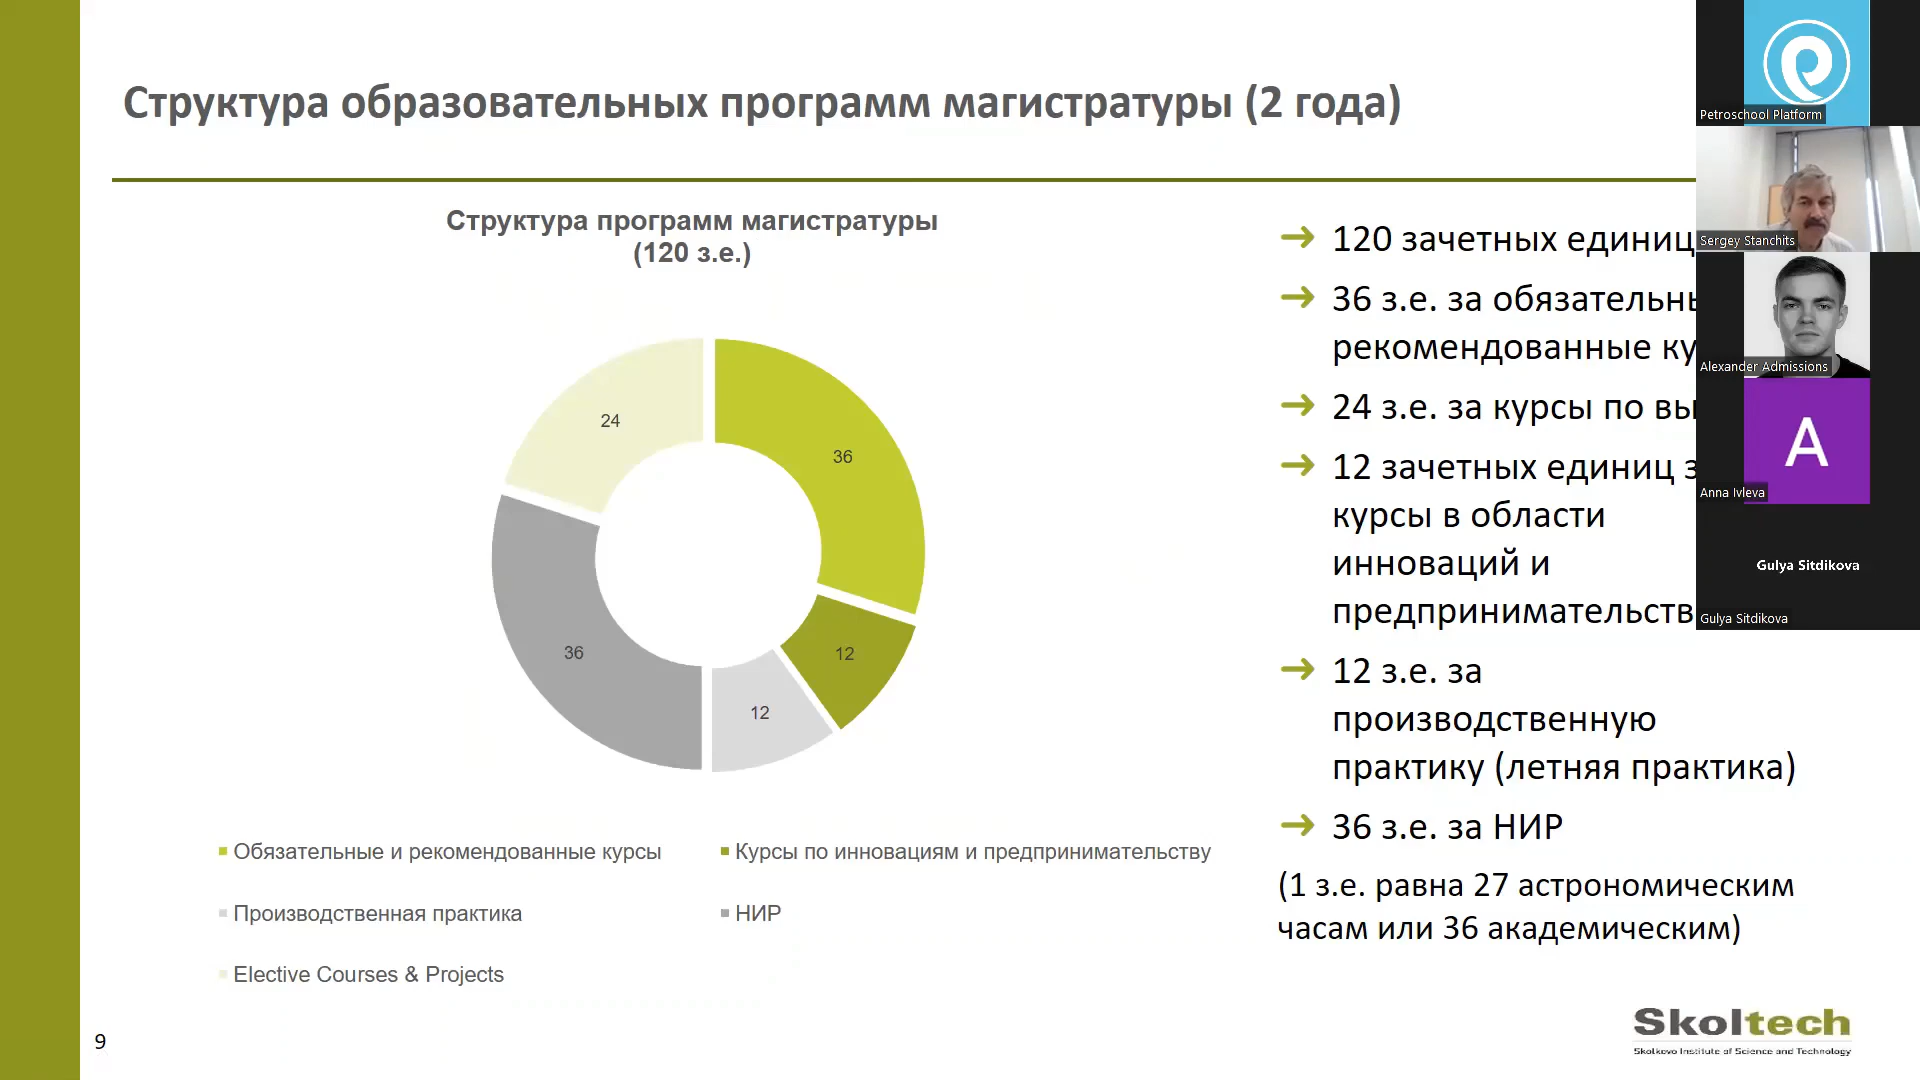 Структура образовательных программ магистратуры (2 года)
Структура программ магистратуры
(120 з.е.)
24
36
36
12
12
Обязательные и рекомендованные курсы
Курсы по инновациям и предпринимательству
Производственная практика
НИР
Elective Courses & Projects
120 зачетных единиц
36 з.е. за
рекомендованные
24 з.е. за курсы по
12 зачетных единиц
курсы в области
инноваций и
12 з.е. за
производственную
практику (летняя практика)
36 з.е. за НИР
(1 з.е. равна 27 астрономическим
часам или 36 академическим)
9
Skoltech
Skolkovo Institute of Science and Technology
Petroschool Platform
Sergey Stanchits
Alexander Admissions
A
Anna Ivleva
Gulya Sitdikova
Gulya Sitdikova